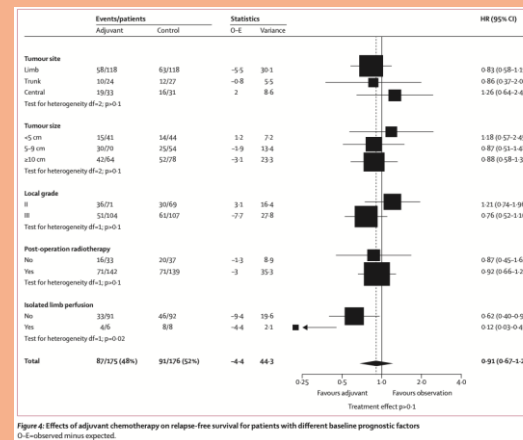 Events/patients Statistics HR (95% CI)
Adjuvant Control O–E Variance
Tumour site
Limb 58/118 63/118 –5·5 30·1 0·83 (0·58–1·1
Trunk 10/24 12/27 –0·8 5·5 0·86 (0·37–2·0
Central 19/33 16/31 2 8·6 1·26 (0·64–2·4
Test for heterogeneity df=2; p>0·1
Tumour size
<5 cm 15/41 14/44 1·2 7·2 1·18 (0·57–2·4
5–9 cm 30/70 25/54 –1·9 13·4 0·87 (0·51–1·4
≥10 cm 42/64 52/78 –3·1 23·3 0·88 (0·58–1·3
Test for heterogeneity df=2; p>0·1
Local grade
II 36/71 30/69 3·1 16·4 1·21 (0·74–1·9
III 51/104 61/107 –7·7 27·8 0·76 (0·52–1·1
Test for heterogeneity df=1; p>0·1
Post-operation radiotherapy
No 16/33 20/37 –1·3 8·9 0·87 (0·45–1·6
Yes 71/142 71/139 –3 35·3 0·92 (0·66–1·2
Test for heterogeneity df=1; p>0·1
Isolated limb perfusion
No 33/91 46/92 –9·4 19·6 0·62 (0·40–0·9
Yes 4/6 8/8 –4·4 2·1 0·12 (0·03–0·4
Test for heterogeneity df=1; p=0·02
Total 87/175 (48%) 91/176 (52%) –4·4 44·3 0·91 (0·67–1·2
0·25 0·5 1·0 2·0 4·0
Favours adjuvant Favours observation
Treatment effect p>0·1
Figure 4: Effects of adjuvant chemotherapy on relapse-free survival for patients with different baseline prognostic factors
O–E=observed minus expected.